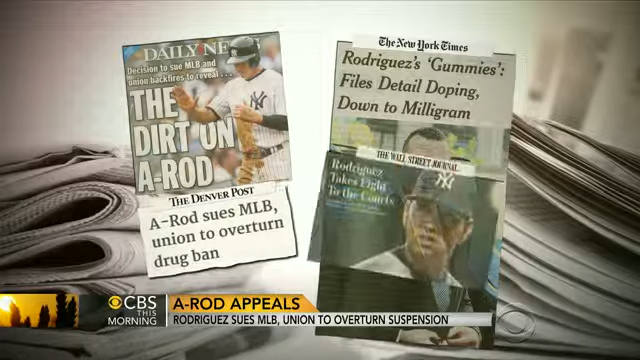 DAILY NE
Decision to sue MLB and
union backfires to reveal . . .
THE
DIRT ON
A-ROD
The New York Times
Rodriguez's 'Gummies':
Files Detail Doping,
Down to Milligram
THE WALL STREET JOURNAL
Rodriguez
Takes Fight
To the Courts
THE DENVER POST
A-Rod sues MLB,
union to overturn
drug ban
CBS
THIS
MORNING
A-ROD APPEALS
RODRIGUEZ SUES MLB, UNION TO OVERTURN SUSPENSION